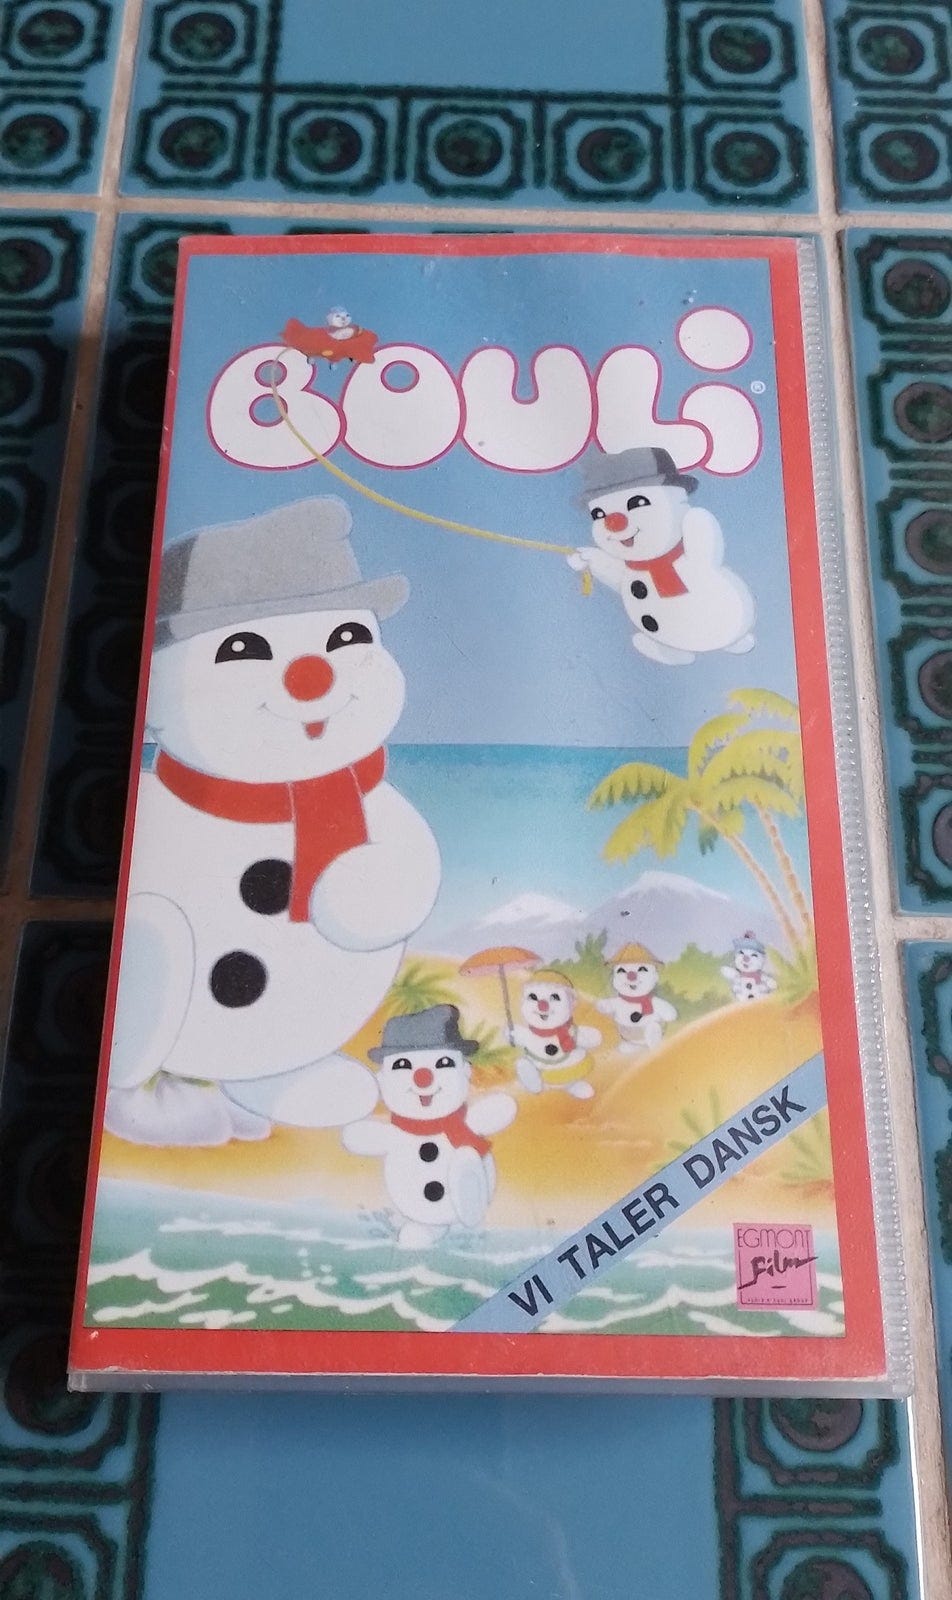 BOULi®
VI TALER DANSK
EGMONT
Film